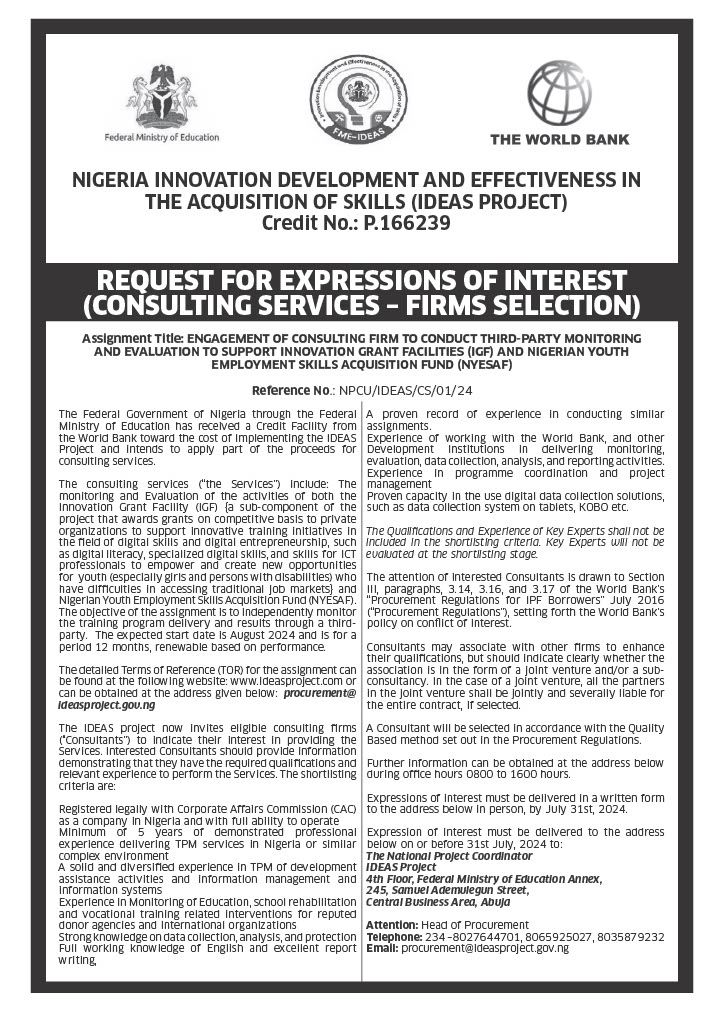 Federal Ministry of Education
FME-IDEAS
THE WORLD BANK
NIGERIA INNOVATION DEVELOPMENT AND EFFECTIVENESS IN
THE ACQUISITION OF SKILLS (IDEAS PROJECT)
Credit No.: P.166239
REQUEST FOR EXPRESSIONS OF INTEREST
(CONSULTING SERVICES – FIRMS SELECTION)
Assignment Title: ENGAGEMENT OF CONSULTING FIRM TO CONDUCT THIRD-PARTY MONITORING
AND EVALUATION TO SUPPORT INNOVATION GRANT FACILITIES (IGF) AND NIGERIAN YOUTH
EMPLOYMENT SKILLS ACQUISITION FUND (NYESAF)
Reference No.: NPCU/IDEAS/CS/01/24
The Federal Government of Nigeria through the Federal
Ministry of Education has received a Credit Facility from
the World Bank toward the cost of implementing the IDEAS
Project and intends to apply part of the proceeds for
consulting services.
The consulting services ("the Services") include: The
monitoring and Evaluation of the activities of both the
Innovation Grant Facility (IGF) {a sub-component of the
project that awards grants on competitive basis to private
organizations to support innovative training initiatives in
the field of digital skills and digital entrepreneurship, such
as digital literacy, specialized digital skills, and skills for ICT
professionals to empower and create new opportunities
for youth (especially girls and persons with disabilities) who
have difficulties in accessing traditional job markets} and
Nigerian Youth Employment Skills Acquisition Fund (NYESAF).
The objective of the assignment is to independently monitor
the training program delivery and results through a third-
party. The expected start date is August 2024 and is for a
period 12 months, renewable based on performance.
The detailed Terms of Reference (TOR) for the assignment can
be found at the following website: www.ideasproject.com or
can be obtained at the address given below: procurement@
ideasproject.gov.ng
The IDEAS project now invites eligible consulting firms
("Consultants") to indicate their interest in providing the
Services. Interested Consultants should provide information
demonstrating that they have the required qualifications and
relevant experience to perform the Services. The shortlisting
criteria are:
Registered legally with Corporate Affairs Commission (CAC)
as a company in Nigeria and with full ability to operate
Minimum of 5 years of demonstrated professional
experience delivering TPM services in Nigeria or similar
complex environment
A solid and diversified experience in TPM of development
assistance activities and information management and
information systems
Experience in Monitoring of Education, school rehabilitation
and vocational training related interventions for reputed
donor agencies and international organizations
Strong knowledge on data collection, analysis, and protection
Full working knowledge of English and excellent report
writing,
A proven record of experience in conducting similar
assignments.
Experience of working with the World Bank, and other
Development Institutions in delivering monitoring,
evaluation, data collection, analysis, and reporting activities.
Experience in programme coordination and project
management
Proven capacity in the use digital data collection solutions,
such as data collection system on tablets, KOBO etc.
The Qualifications and Experience of Key Experts shall not be
included in the shortlisting criteria. Key Experts will not be
evaluated at the shortlisting stage.
The attention of interested Consultants is drawn to Section
III, paragraphs, 3.14, 3.16, and 3.17 of the World Bank's
"Procurement Regulations for IPF Borrowers" July 2016
("Procurement Regulations"), setting forth the World Bank's
policy on conflict of interest.
Consultants may associate with other firms to enhance
their qualifications, but should indicate clearly whether the
association is in the form of a joint venture and/or a sub-
consultancy. In the case of a joint venture, all the partners
in the joint venture shall be jointly and severally liable for
the entire contract, if selected.
A Consultant will be selected in accordance with the Quality
Based method set out in the Procurement Regulations.
Further information can be obtained at the address below
during office hours 0800 to 1600 hours.
Expressions of interest must be delivered in a written form
to the address below in person, by July 31st, 2024.
Expression of interest must be delivered to the address
below on or before 31st July, 2024 to:
The National Project Coordinator
IDEAS Project
4th Floor, Federal Ministry of Education Annex,
245, Samuel Ademulegun Street,
Central Business Area, Abuja
Attention: Head of Procurement
Telephone: 234 -8027644701, 8065925027, 8035879232
Email: procurement@ideasproject.gov.ng